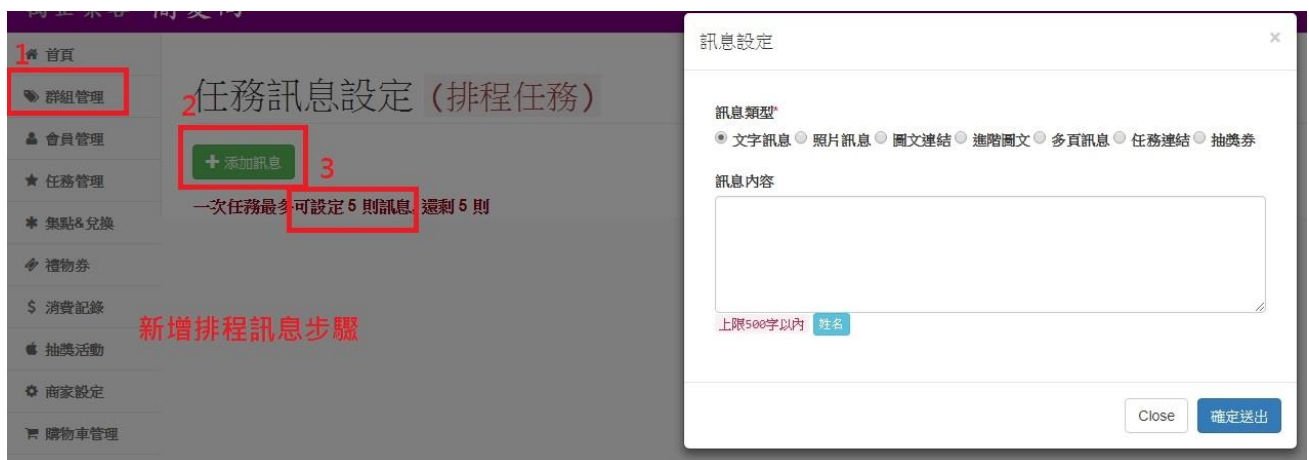 1
首頁
群組管理
會員管理
任務管理
集點&兌換
禮物券
消費記錄
抽獎活動
商家設定
購物車管理
任務訊息設定 (排程任務)
2
添加訊息
3
一次任務最多可設定 5 則訊息, 還剩 5 則
新增排程訊息步驟
訊息設定
×
訊息類型*
文字訊息 照片訊息 圖文連結 進階圖文 多頁訊息 任務連結 抽獎券
訊息內容
上限500字以內 姓名
Close 確定送出